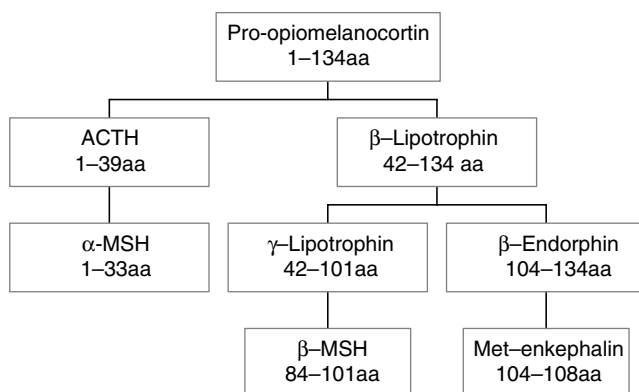 Pro-opiomelanocortin
1–134aa
ACTH
1–39aa
β–Lipotrophin
42–134 aa
α-MSH
1–33aa
γ–Lipotrophin
42–101aa
β–Endorphin
104–134aa
β–MSH
84–101aa
Met–enkephalin
104–108aa